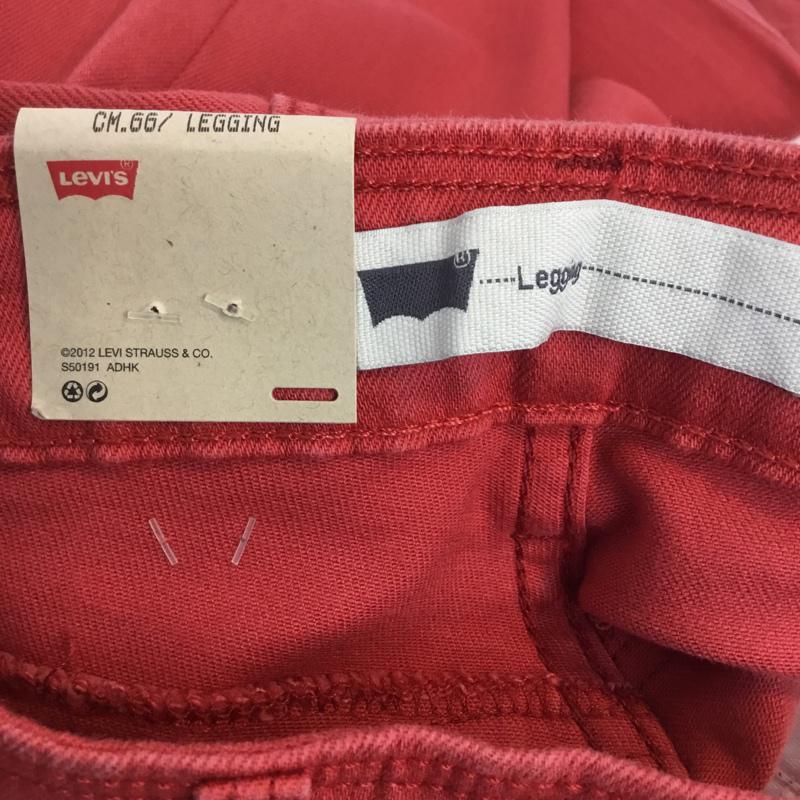 CM.66/ LEGGING
LEVI'S®
®
Legging
©2012 LEVI STRAUSS & CO.
S50191 ADHK